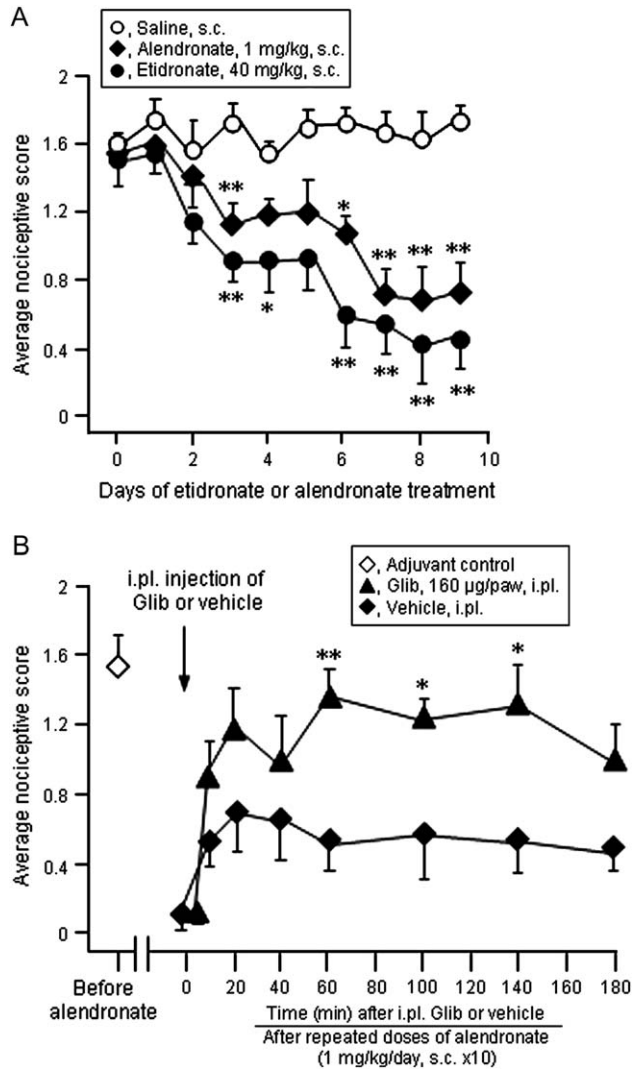 A
, Saline, s.c.
, Alendronate, 1 mg/kg, s.c.
, Etidronate, 40 mg/kg, s.c.
Average nociceptive score
2
1.6
1.2
0.8
0.4
0
**
*
**
**
**
**
*
**
**
**
**
0
2
4
6
8
10
Days of etidronate or alendronate treatment
B
, Adjuvant control
, Glib, 160 µg/paw, i.pl.
, Vehicle, i.pl.
i.pl. injection of
Glib or vehicle
Average nociceptive score
2
1.6
1.2
0.8
0.4
0
**
*
*
Before
alendronate
0
20
40
60
80
100
120
140
160
180
Time (min) after i.pl. Glib or vehicle
After repeated doses of alendronate
(1 mg/kg/day, s.c. x10)